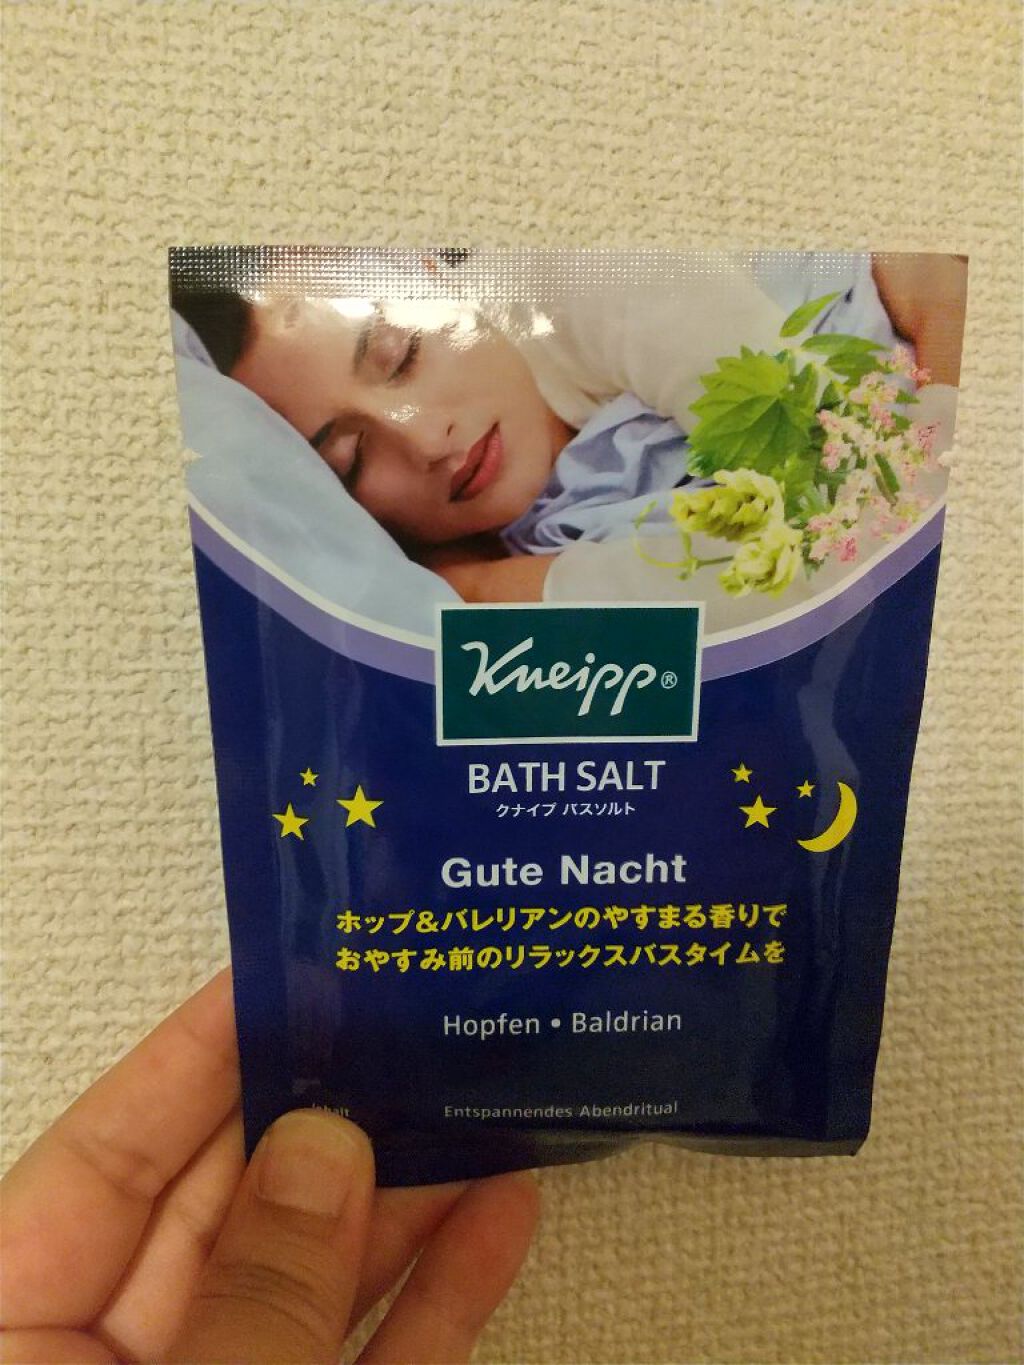 Kneipp®
BATH SALT
クナイプ バスソルト
Gute Nacht
ホップ&バレリアンのやすまる香りで
おやすみ前のリラックスバスタイムを
Hopfen • Baldrian
Entspannendes Abendritual